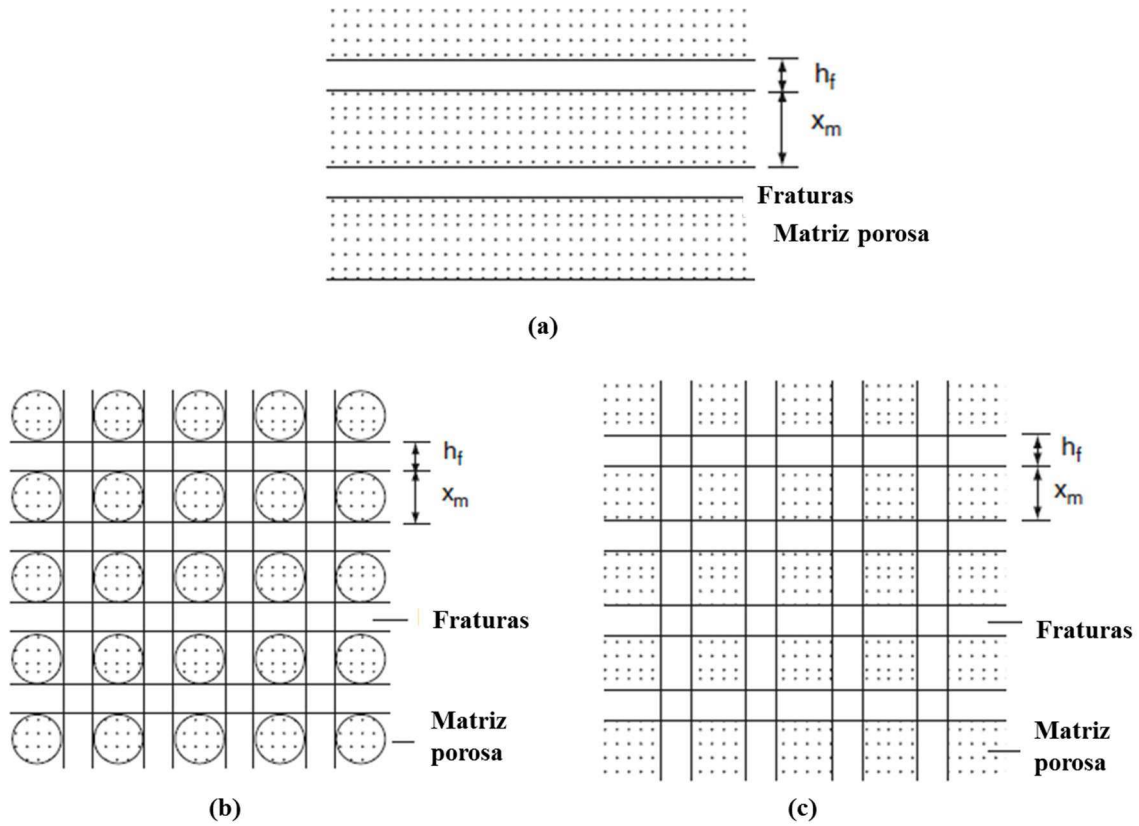 h_f
x_m
Fraturas
Matriz porosa
(a)
h_f
x_m
Fraturas
Matriz
porosa
(b)
h_f
x_m
Fraturas
Matriz
porosa
(c)